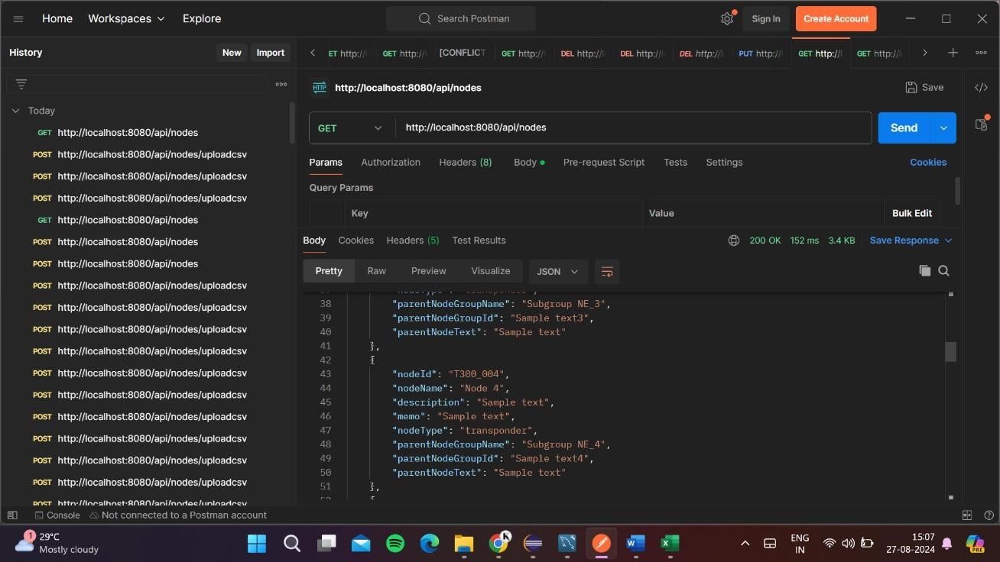 Home Workspaces Explore Search Postman Sign In Create Account
History New Import
ET http:// GET http:// [CONFLICT GET http:// DEL http:// DEL http:// DEL http:// PUT http:// GET http:// GET http://
HTTP http://localhost:8080/api/nodes Save
Today
GET http://localhost:8080/api/nodes
POST http://localhost:8080/api/nodes/uploadcsv
POST http://localhost:8080/api/nodes/uploadcsv
POST http://localhost:8080/api/nodes/uploadcsv
GET http://localhost:8080/api/nodes
POST http://localhost:8080/api/nodes
POST http://localhost:8080/api/nodes
POST http://localhost:8080/api/nodes/uploadcsv
POST http://localhost:8080/api/nodes/uploadcsv
POST http://localhost:8080/api/nodes/uploadcsv
POST http://localhost:8080/api/nodes/uploadcsv
POST http://localhost:8080/api/nodes/uploadcsv
POST http://localhost:8080/api/nodes/uploadcsv
POST http://localhost:8080/api/nodes/uploadcsv
POST http://localhost:8080/api/nodes/uploadcsv
POST http://localhost:8080/api/nodes/uploadcsv
POST http://localhost:8080/api/nodes/uploadcsv
POST http://localhost:8080/api/nodes/uploadcsv
GET http://localhost:8080/api/nodes Send
Params Authorization Headers (8) Body Pre-request Script Tests Settings Cookies
Query Params
Key Value Bulk Edit
Body Cookies Headers (5) Test Results 200 OK 152 ms 3.4 KB Save Response
Pretty Raw Preview Visualize JSON
37 "nodeType": "transponder",
38 "parentNodeGroupName": "Subgroup NE_3",
39 "parentNodeGroupId": "Sample text3",
40 "parentNodeText": "Sample text"
41 },
42 {
43 "nodeId": "T300_004",
44 "nodeName": "Node 4",
45 "description": "Sample text",
46 "memo": "Sample text",
47 "nodeType": "transponder",
48 "parentNodeGroupName": "Subgroup NE_4",
49 "parentNodeGroupId": "Sample text4",
50 "parentNodeText": "Sample text"
51 },
52 {
Console Not connected to a Postman account
1 29°C
Mostly cloudy
K
PRE
ENG
IN
15:07
27-08-2024